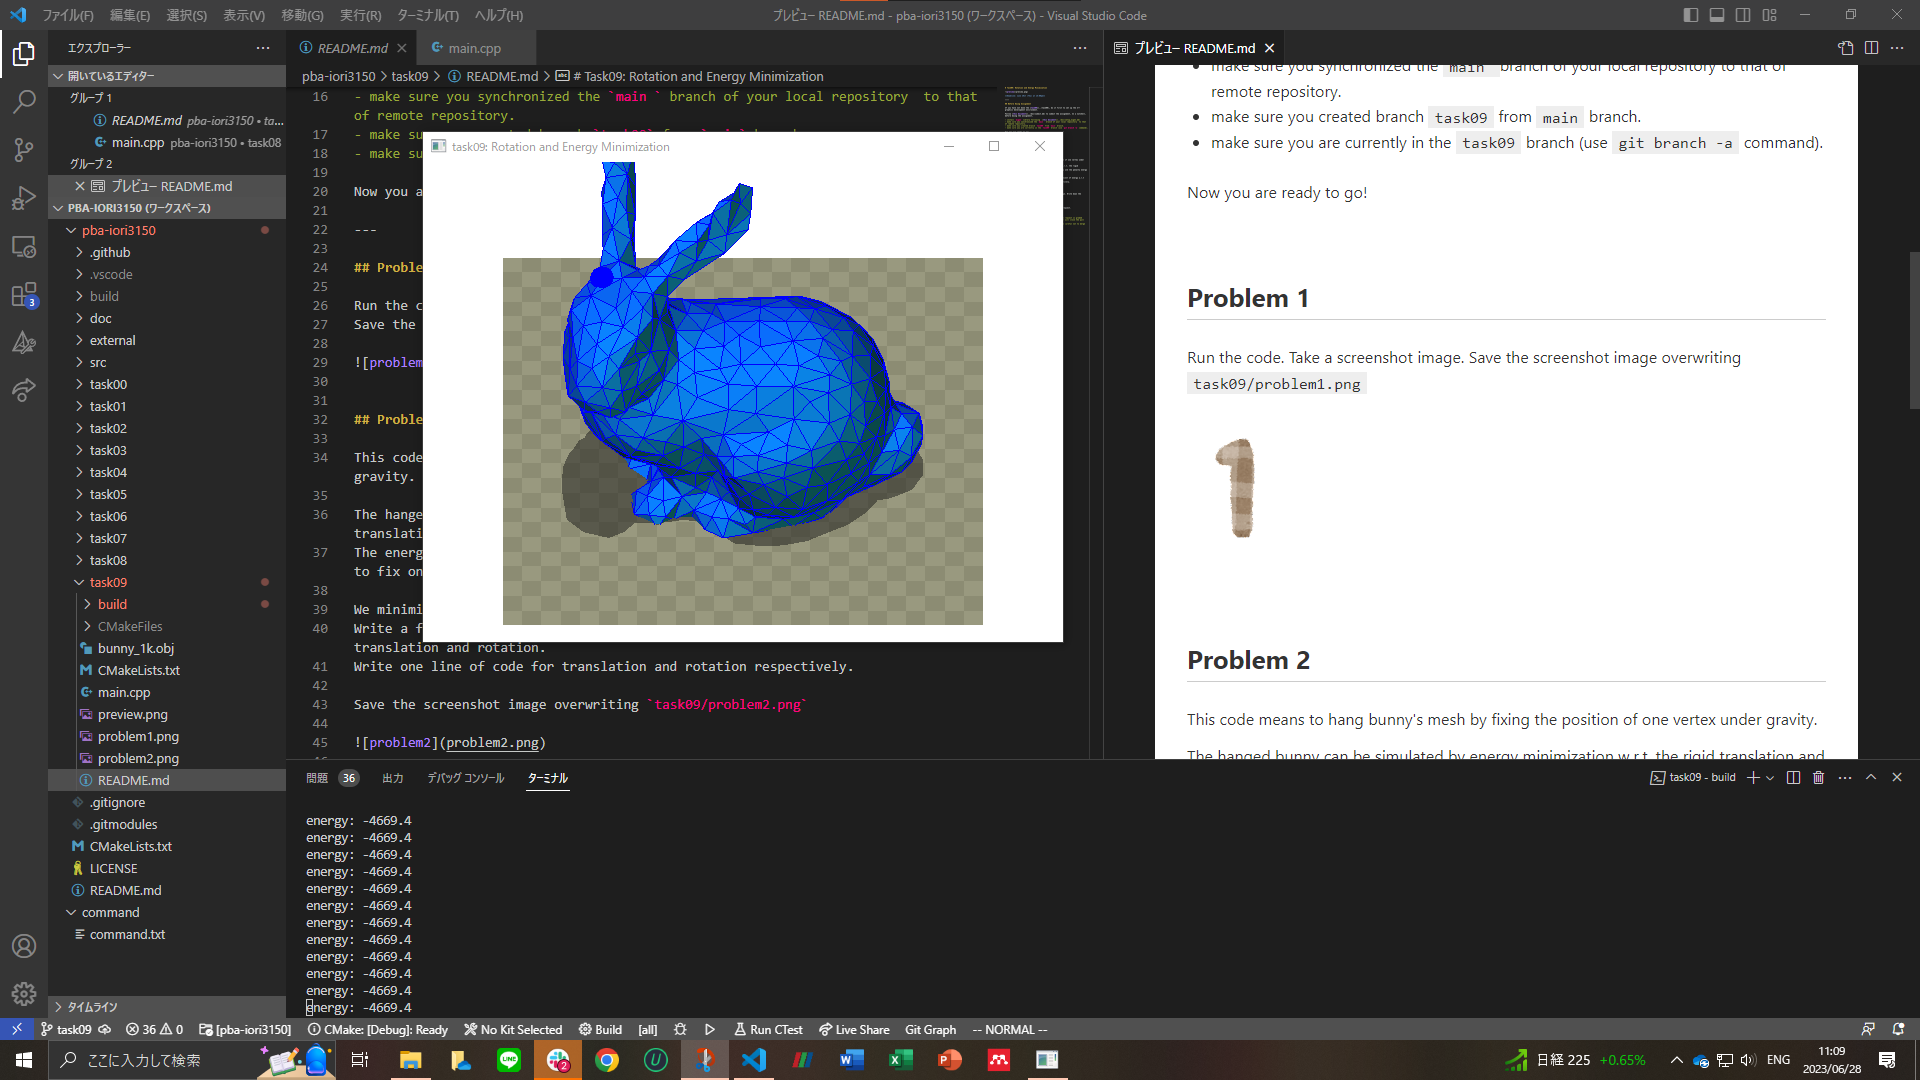 ファイル(F) 編集(E) 選択(S) 表示(V) 移動(G) 実行(R) ターミナル(T) ヘルプ(H)
プレビュー README.md - pba-iori3150 (ワークスペース) - Visual Studio Code
エクスプローラー
README.md
main.cpp
プレビュー README.md
開いているエディター
グループ 1
README.md pba-iori3150 • ta...
main.cpp pba-iori3150 • task08
グループ 2
プレビュー README.md
PBA-IORI3150 (ワークスペース)
pba-iori3150
.github
.vscode
build
doc
external
src
task00
task01
task02
task03
task04
task05
task06
task07
task08
task09
build
CMakeFiles
bunny_1k.obj
CMakeLists.txt
main.cpp
preview.png
problem1.png
problem2.png
README.md
.gitignore
.gitmodules
CMakeLists.txt
LICENSE
README.md
command
command.txt
タイムライン
3
pba-iori3150 > task09 > README.md > # Task09: Rotation and Energy Minimization
16 - make sure you synchronized the `main ` branch of your local repository to that
of remote repository.
17 - make su
18 - make su
19
20 Now you a
21
22 ---
23
24 ## Proble
25
26 Run the c
27 Save the
28
29 ![problem
30
31
32 ## Proble
33
34 This code
gravity.
35
36 The hange
translati
37 The energ
to fix on
38
39 We minimi
40 Write a f
translation and rotation.
41 Write one line of code for translation and rotation respectively.
42
43 Save the screenshot image overwriting `task09/problem2.png`
44
45 ![problem2](problem2.png)
task09: Rotation and Energy Minimization
make sure you synchronized the main branch of your local repository to that of
remote repository.
• make sure you created branch task09 from main branch.
• make sure you are currently in the task09 branch (use git branch -a command).
Now you are ready to go!
Problem 1
Run the code. Take a screenshot image. Save the screenshot image overwriting
task09/problem1.png
1
Problem 2
This code means to hang bunny's mesh by fixing the position of one vertex under gravity.
The hanged bunny can be simulated by energy minimization w.r.t. the rigid translation and
問題 36 出力 デバッグ コンソール ターミナル
task09 - build
energy: -4669.4
energy: -4669.4
energy: -4669.4
energy: -4669.4
energy: -4669.4
energy: -4669.4
energy: -4669.4
energy: -4669.4
energy: -4669.4
energy: -4669.4
energy: -4669.4
energy: -4669.4
task09 36 0 [pba-iori3150] CMake: [Debug]: Ready No Kit Selected Build [all] Run CTest Live Share Git Graph -- NORMAL --
ここに入力して検索
LINE
2
日経 225 +0.65%
ENG
11:09
2023/06/28